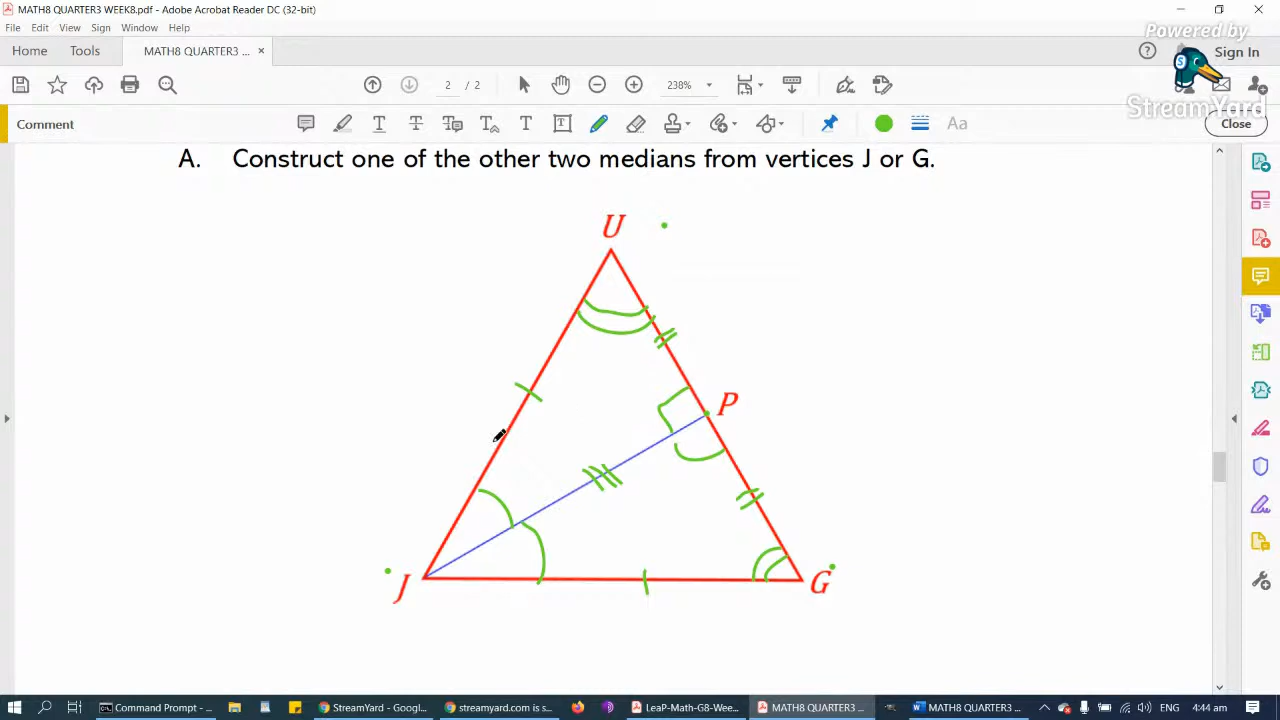 MATH8 QUARTER3 WEEK8.pdf - Adobe Acrobat Reader DC (32-bit)
File Edit View Sign Window Help
Powered by
StreamYard
Home Tools MATH8 QUARTER3 ... × Sign In
2 / 2 238%
Comment Aa Close
A. Construct one of the other two medians from vertices J or G.
U
P
J
G
Command Prompt - ... StreamYard - Googl... streamyard.com is s... LeaP-Math-G8-Wee... MATH8 QUARTER3 ... MATH8 QUARTER3 ... ENG 4:44 am